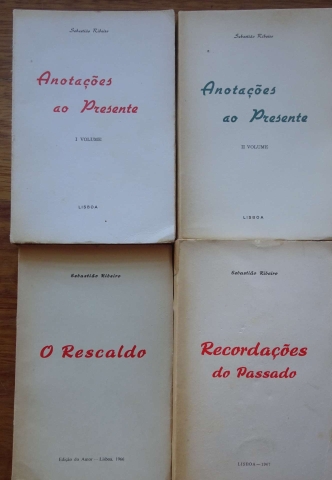 Sebastião Ribeiro
Anotações
ao Presente
I VOLUME
LISBOA
Sebastião Ribeiro
Anotações
ao Presente
II VOLUME
LISBOA
Sebastião Ribeiro
O Rescaldo
Edição do Autor — Lisboa, 1966
Sebastião Ribeiro
Recordações
do Passado
LISBOA — 1967